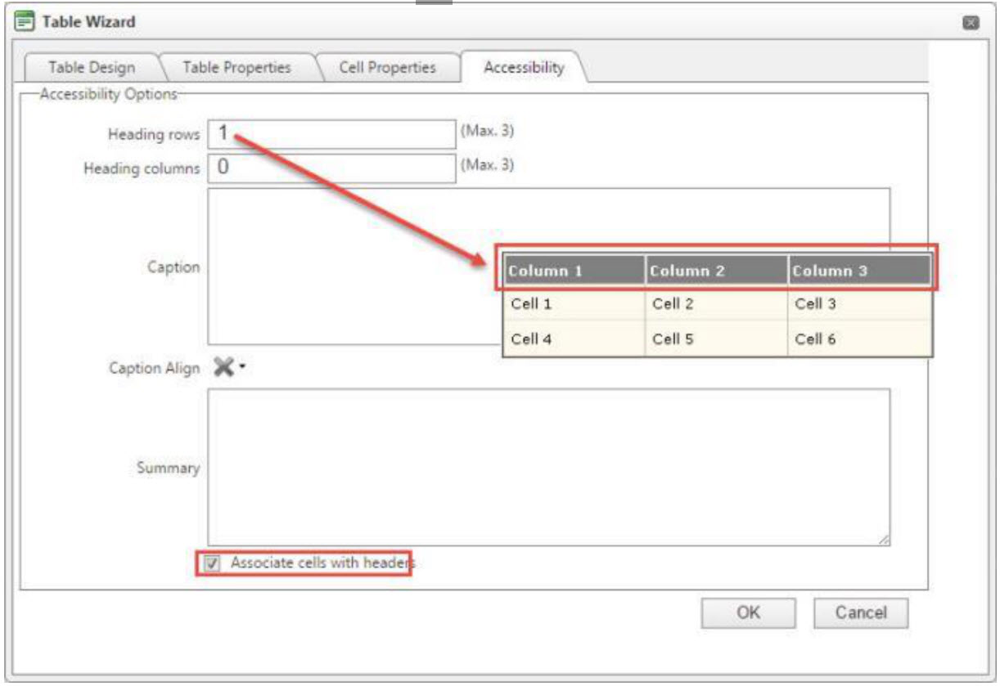 Table Wizard
Table Design Table Properties Cell Properties Accessibility
Accessibility Options
Heading rows 1 (Max. 3)
Heading columns 0 (Max. 3)
Caption
Column 1 Column 2 Column 3
Cell 1 Cell 2 Cell 3
Cell 4 Cell 5 Cell 6
Caption Align
Summary
Associate cells with headers
OK Cancel